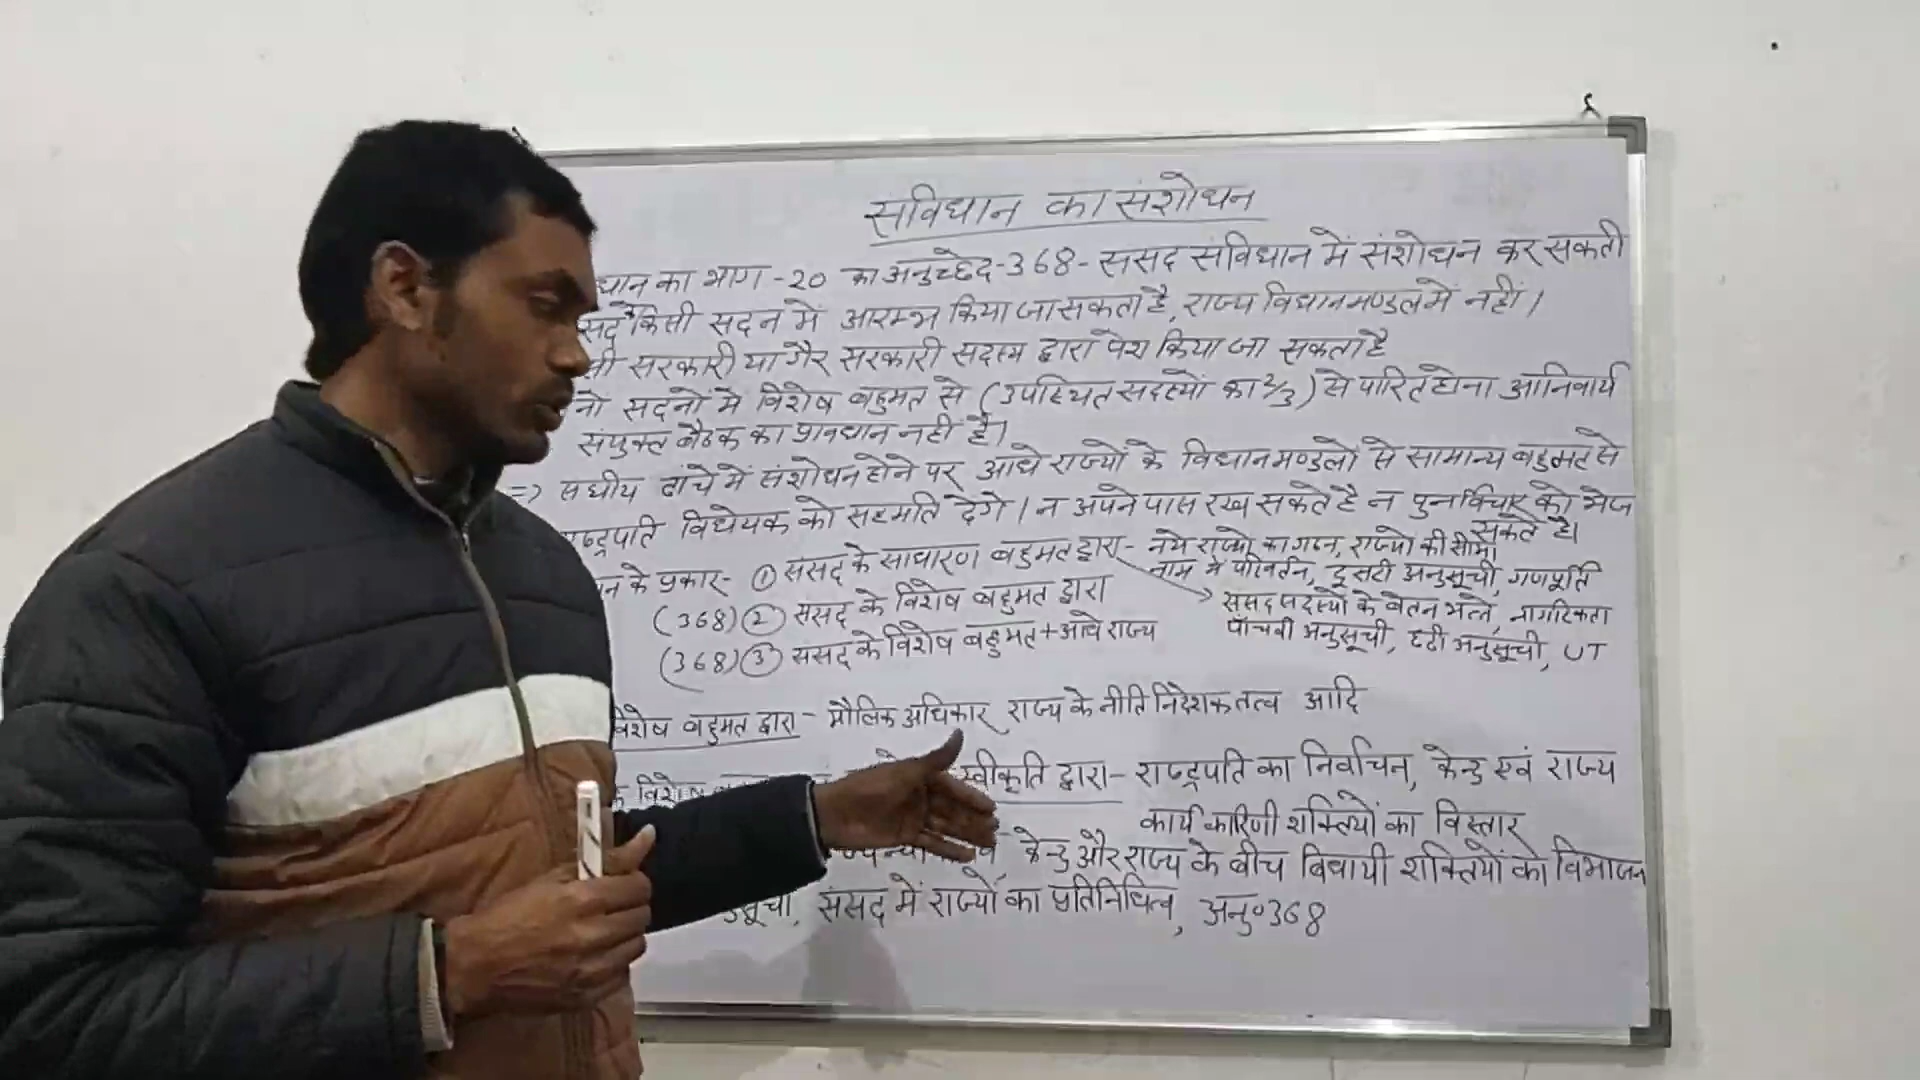 संविधान का संशोधन
धान का भाग - 20 का अनुच्छेद - 368 - संसद संविधान में संशोधन कर सकती
किसी सदन में आरम्भ किया जा सकता है, राज्य विधानमण्डल में नहीं।
सरकारी या गैर सरकारी सदस्य द्वारा पेश किया जा सकता है
नो सदनों में विशेष बहुमत से (उपस्थित सदस्यों का 2/3) से पारित होना अनिवार्य
संयुक्त बैठक का प्रावधान नहीं है।
=> संघीय ढांचे में संशोधन होने पर आधे राज्यों के विधानमण्डलों से सामान्य बहुमत से
ष्ट्रपति विधेयक को सहमति देंगे। न अपने पास रख सकते है न पुनर्विचार को भेज
सकते है।
न के प्रकार - ① संसद के साधारण बहुमत द्वारा - नये राज्यों का गठन, राज्यों की सीमा
नाम में परिवर्तन, दूसरी अनुसूची, गणपूर्ति
(368) ② संसद के विशेष बहुमत द्वारा
संसद सदस्यों के वेतन भत्ते, नागरिकता
(368) ③ संसद के विशेष बहुमत + आधे राज्य
पाँचवी अनुसूची, छटी अनुसूची, UT
विशेष बहुमत द्वारा - मौलिक अधिकार, राज्य के नीति निदेशक तत्व आदि
के विशेष स्वीकृति द्वारा - राष्ट्रपति का निर्वाचन, केन्द्र एवं राज्य
कार्यकारिणी शक्तियों का विस्तार
केन्द्र और राज्य के बीच विधायी शक्तियों का विभाजन
संसद में राज्यों का प्रतिनिधित्व, अनु० 368